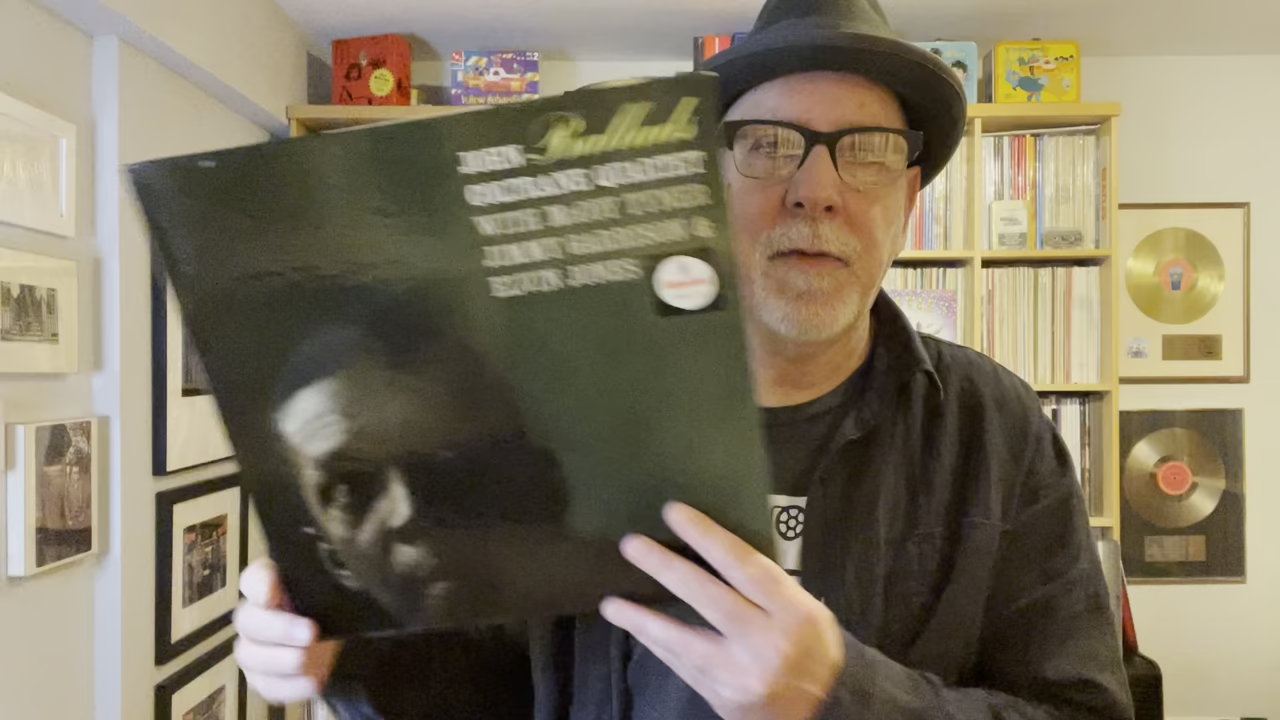 Ballads
JOHN
COLTRANE QUARTET
WITH McCOY TYNER
JIMMY GARRISON &
ELVIN JONES